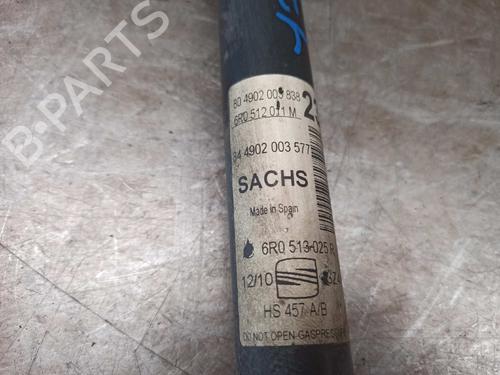 80 4902 003 838
6R0 512 011 M
84 4902 003 577
SACHS
Made in Spain
6R0 513 025 R
12/10
HS 457 A/B
DO NOT OPEN
B-PARTS